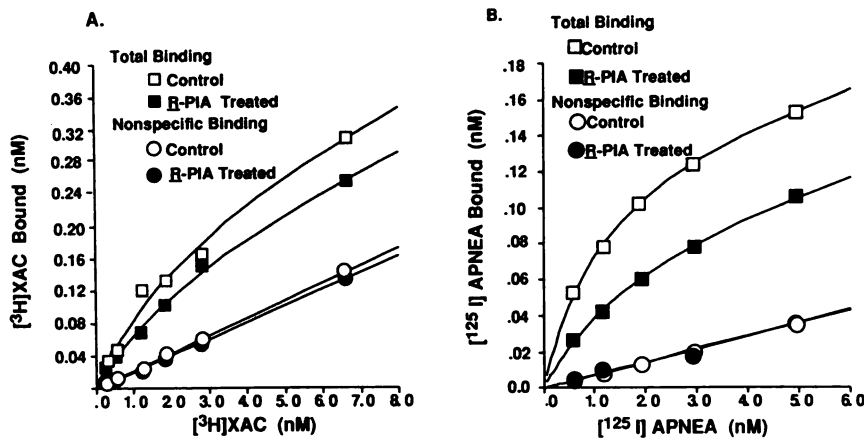 A.
Total Binding
Control
R-PIA Treated
Nonspecific Binding
Control
R-PIA Treated
[³H]XAC Bound (nM)
0.40
0.36
0.32
0.28
0.24
0.20
0.16
0.12
0.08
0.04
.0 1.0 2.0 3.0 4.0 5.0 6.0 7.0 8.0
[³H]XAC (nM)
B.
Total Binding
Control
R-PIA Treated
Nonspecific Binding
Control
R-PIA Treated
[¹²⁵I] APNEA Bound (nM)
.18
.16
.14
.12
.10
.08
.06
.04
.02
0.0
.0 1.0 2.0 3.0 4.0 5.0 6.0
[¹²⁵I] APNEA (nM)